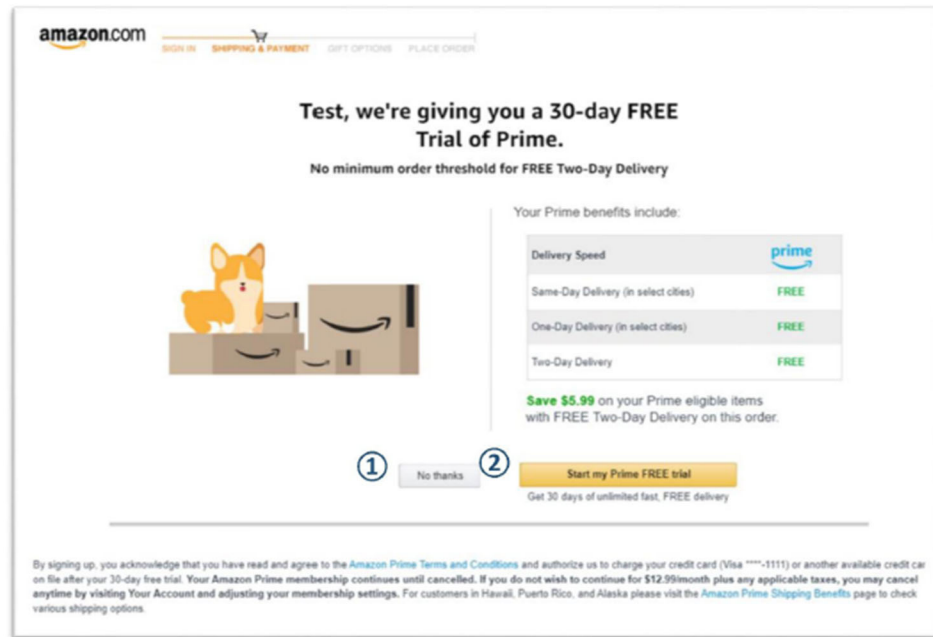 amazon.com
SIGN IN SHIPPING & PAYMENT GIFT OPTIONS PLACE ORDER
Test, we're giving you a 30-day FREE
Trial of Prime.
No minimum order threshold for FREE Two-Day Delivery
Your Prime benefits include:
Delivery Speed prime
Same-Day Delivery (in select cities) FREE
One-Day Delivery (in select cities) FREE
Two-Day Delivery FREE
Save $5.99 on your Prime eligible items
with FREE Two-Day Delivery on this order.
① No thanks ② Start my Prime FREE trial
Get 30 days of unlimited fast, FREE delivery
By signing up, you acknowledge that you have read and agree to the Amazon Prime Terms and Conditions and authorize us to charge your credit card (Visa ****-1111) or another available credit car
on file after your 30-day free trial. Your Amazon Prime membership continues until cancelled. If you do not wish to continue for $12.99/month plus any applicable taxes, you may cancel
anytime by visiting Your Account and adjusting your membership settings. For customers in Hawaii, Puerto Rico, and Alaska please visit the Amazon Prime Shipping Benefits page to check
various shipping options.